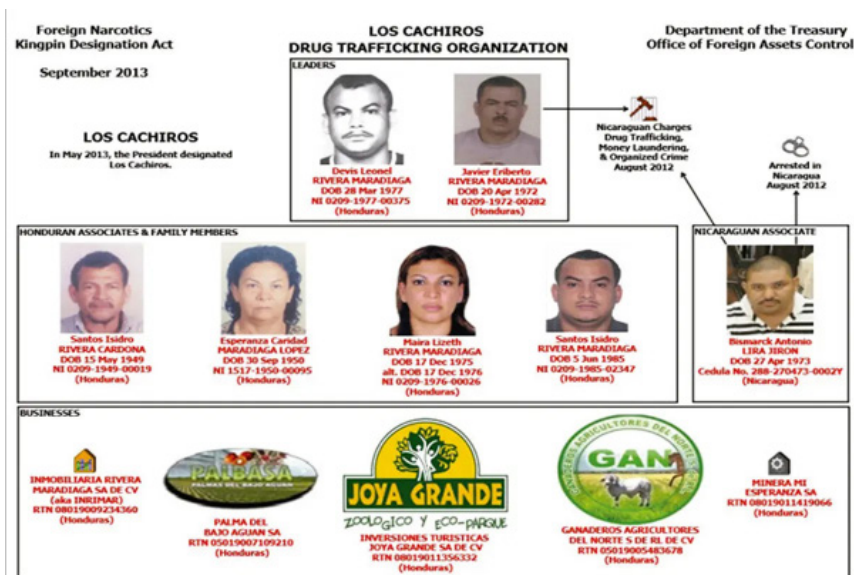 Foreign Narcotics
Kingpin Designation Act
September 2013
LOS CACHIROS
DRUG TRAFFICKING ORGANIZATION
Department of the Treasury
Office of Foreign Assets Control
LOS CACHIROS
In May 2013, the President designated
Los Cachiros.
LEADERS
Devis Leonel
RIVERA MARADIAGA
DOB 28 Mar 1977
NI 0209-1977-00375
(Honduras)
Javier Eriberto
RIVERA MARADIAGA
DOB 20 Apr 1972
NI 0209-1972-00282
(Honduras)
Nicaraguan Charges
Drug Trafficking,
Money Laundering,
& Organized Crime
August 2012
Arrested in
Nicaragua
August 2012
HONDURAN ASSOCIATES & FAMILY MEMBERS
Santos Isidro
RIVERA CARDONA
DOB 15 May 1949
NI 0209-1949-00019
(Honduras)
Esperanza Caridad
MARADIAGA LOPEZ
DOB 30 Sep 1950
NI 1517-1950-00095
(Honduras)
Maira Lizeth
RIVERA MARADIAGA
DOB 17 Dec 1975
alt. DOB 17 Dec 1976
NI 0209-1976-00026
(Honduras)
Santos Isidro
RIVERA MARADIAGA
DOB 5 Jun 1985
NI 0209-1985-02347
(Honduras)
NICARAGUAN ASSOCIATE
Bismarck Antonio
LIRA JIRON
DOB 27 Apr 1973
Cedula No. 288-270473-0002Y
(Nicaragua)
BUSINESSES
INMOBILIARIA RIVERA
MARADIAGA SA DE CV
(aka INRIMAR)
RTN 08019009234360
(Honduras)
PALBASA
PALMAS DEL BAJO AGUAN
PALMA DEL
BAJO AGUAN SA
RTN 05019007109210
(Honduras)
JOYA GRANDE
ZOOLOGICO Y ECO-PARQUE
INVERSIONES TURISTICAS
JOYA GRANDE SA DE CV
RTN 08019011356332
(Honduras)
GANADEROS AGRICULTORES DEL NORTE
GAN
GANADEROS AGRICULTORES
DEL NORTE S DE RL DE CV
RTN 05019005483678
(Honduras)
MINERA MI
ESPERANZA SA
RTN 08019011419066
(Honduras)